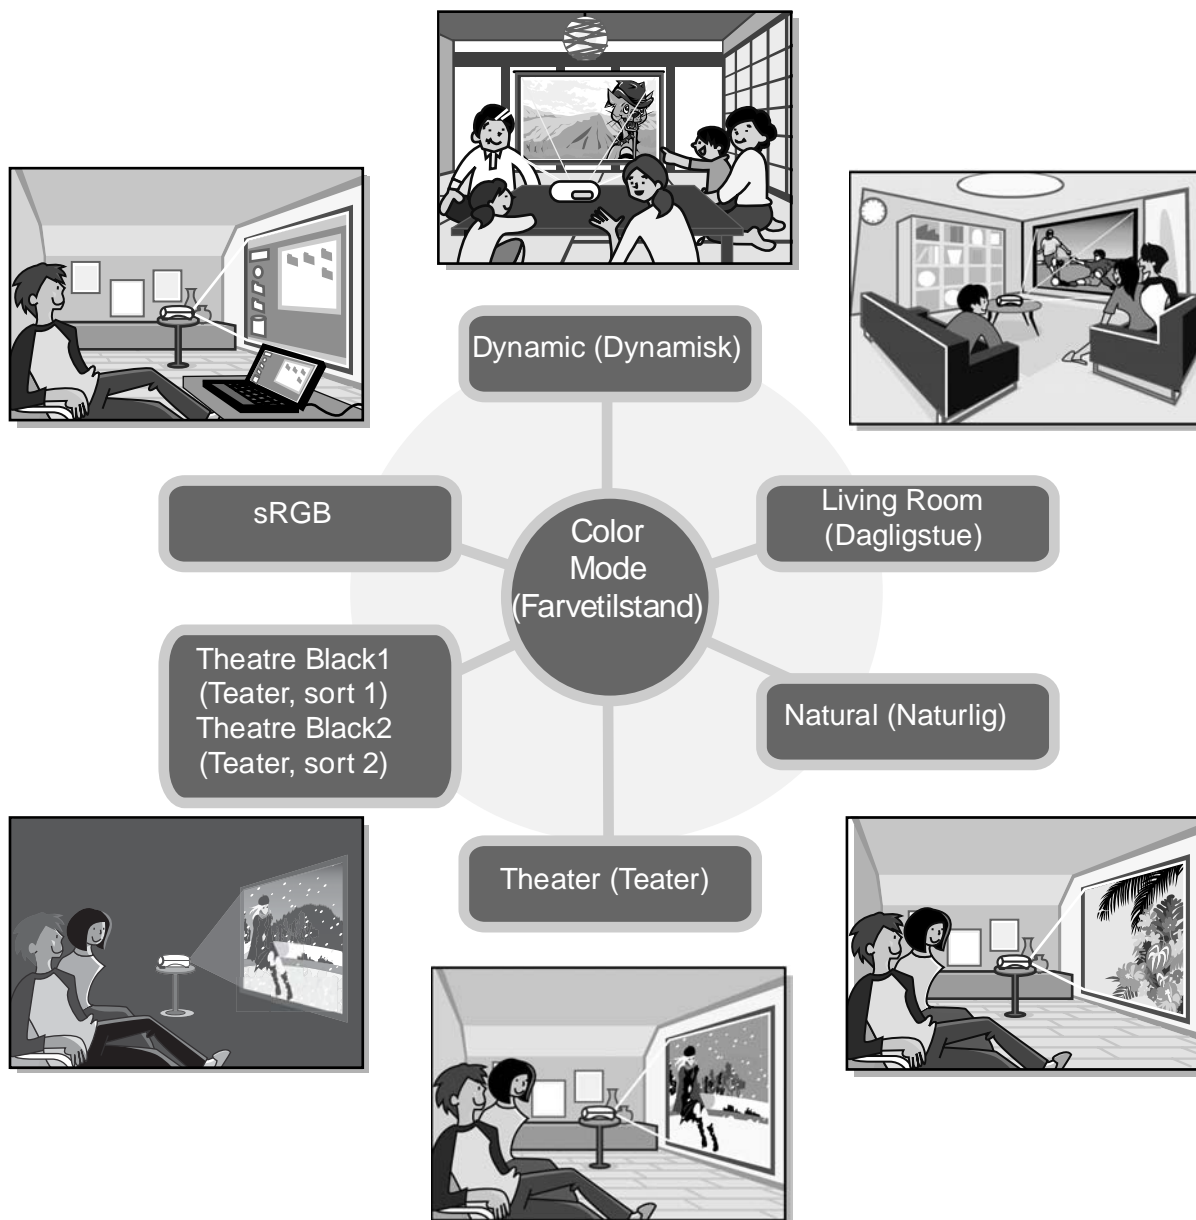 Dynamic (Dynamisk)
sRGB
Living Room
(Dagligstue)
Color
Mode
(Farvetilstand)
Theatre Black1
(Teater, sort 1)
Theatre Black2
(Teater, sort 2)
Natural (Naturlig)
Theater (Teater)